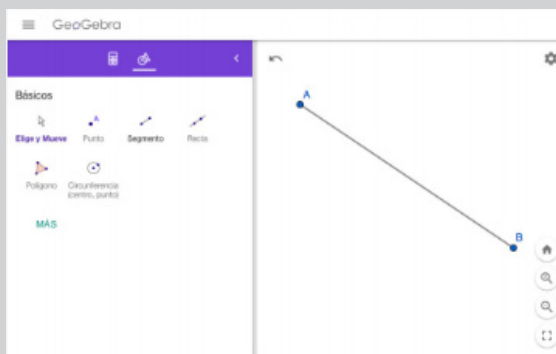 GeoGebra
Básicos
Elige y Mueve
Punto
Segmento
Recta
Polígono
Circunferencia
(centro, punto)
MÁS
A
B